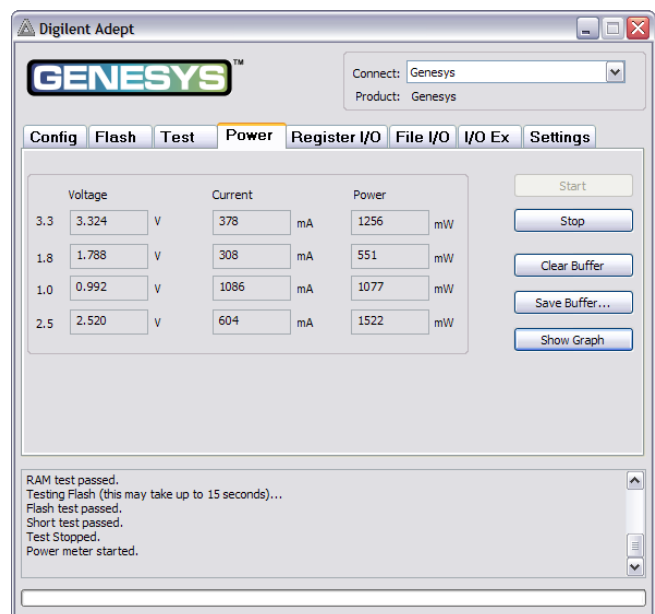 Digilent Adept
GENESYS™
Connect: Genesys
Product: Genesys
Config Flash Test Power Register I/O File I/O I/O Ex Settings
Voltage Current Power
3.3 3.324 V 378 mA 1256 mW
1.8 1.788 V 308 mA 551 mW
1.0 0.992 V 1086 mA 1077 mW
2.5 2.520 V 604 mA 1522 mW
Start
Stop
Clear Buffer
Save Buffer...
Show Graph
RAM test passed.
Testing Flash (this may take up to 15 seconds)...
Flash test passed.
Short test passed.
Test Stopped.
Power meter started.